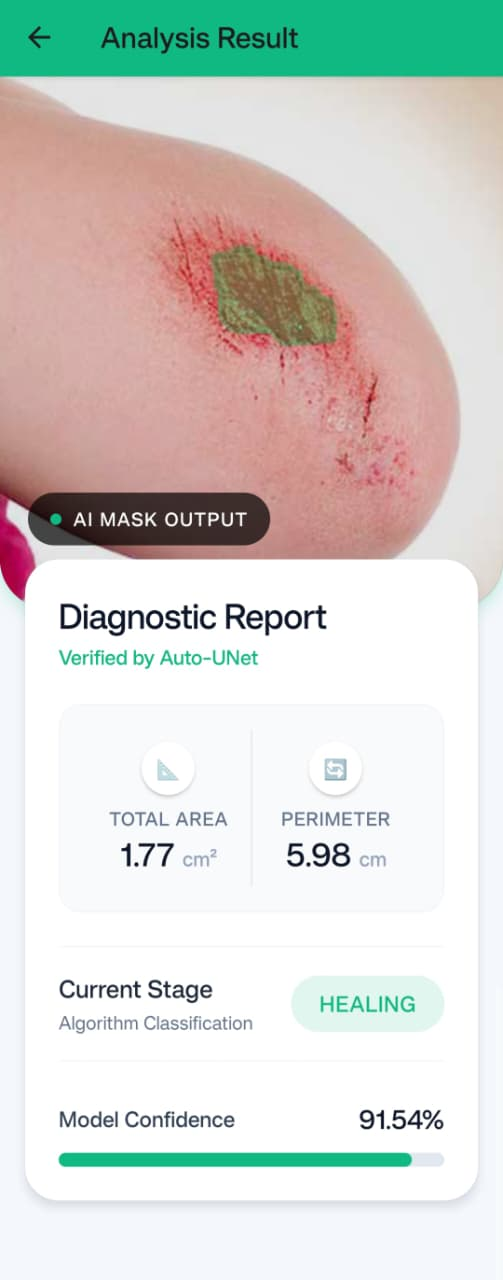 Analysis Result
AI MASK OUTPUT
Diagnostic Report
Verified by Auto-UNet
TOTAL AREA
1.77 cm²
PERIMETER
5.98 cm
Current Stage
Algorithm Classification
HEALING
Model Confidence
91.54%